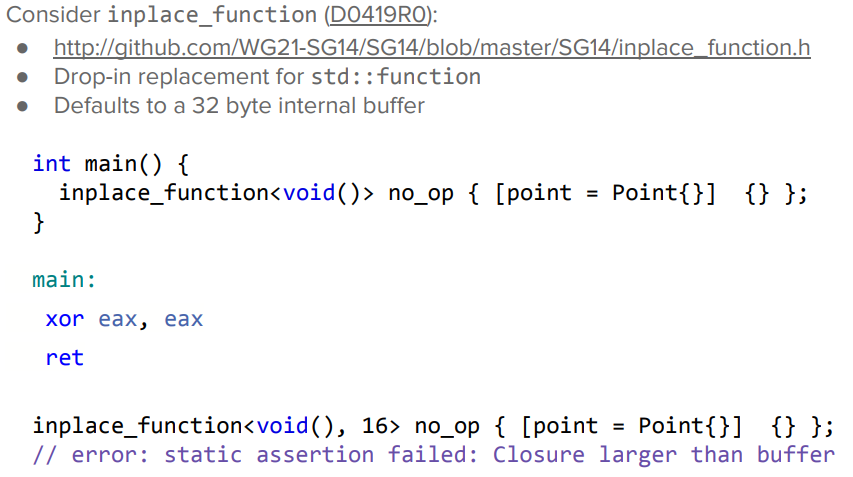 Consider inplace_function (D0419R0):
● http://github.com/WG21-SG14/SG14/blob/master/SG14/inplace_function.h
● Drop-in replacement for std::function
● Defaults to a 32 byte internal buffer
int main() {
  inplace_function<void()> no_op { [point = Point{}]  {} };
}
main:
 xor eax, eax
 ret
inplace_function<void(), 16> no_op { [point = Point{}]  {} };
// error: static assertion failed: Closure larger than buffer